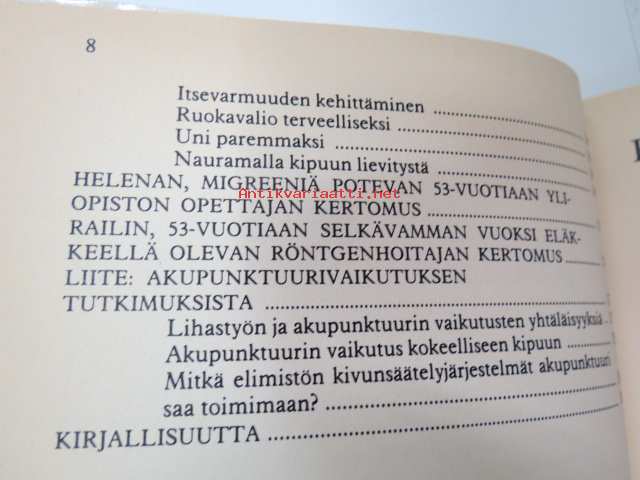 8
Itsevarmuuden kehittäminen
Ruokavalio terveelliseksi
Uni paremmaksi
Nauramalla kipuun lievitystä
HELENAN, MIGREENIÄ POTEVAN 53-VUOTIAAN YLI-
Antikvariaatti.net
OPISTON OPETTAJAN KERTOMUS
RAILIN, 53-VUOTIAAN SELKÄVAMMAN VUOKSI ELÄK-
KEELLÄ OLEVAN RÖNTGENHOITAJAN KERTOMUS
LIITE: AKUPUNKTUURIVAIKUTUKSEN
TUTKIMUKSISTA
Lihastyön ja akupunktuurin vaikutusten yhtäläisyyksiä
Akupunktuurin vaikutus kokeelliseen kipuun
Mitkä elimistön kivunsäätelyjärjestelmät akupunktuuri
saa toimimaan?
KIRJALLISUUTTA